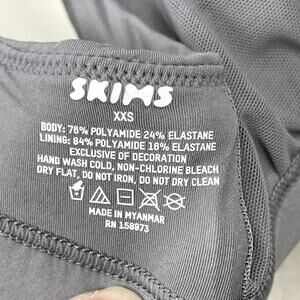 SKIMS
XXS
BODY: 76% POLYAMIDE 24% ELASTANE
LINING: 84% POLYAMIDE 16% ELASTANE
EXCLUSIVE OF DECORATION
HAND WASH COLD, NON-CHLORINE BLEACH
DRY FLAT, DO NOT IRON, DO NOT DRY CLEAN
MADE IN MYANMAR
RN 158973